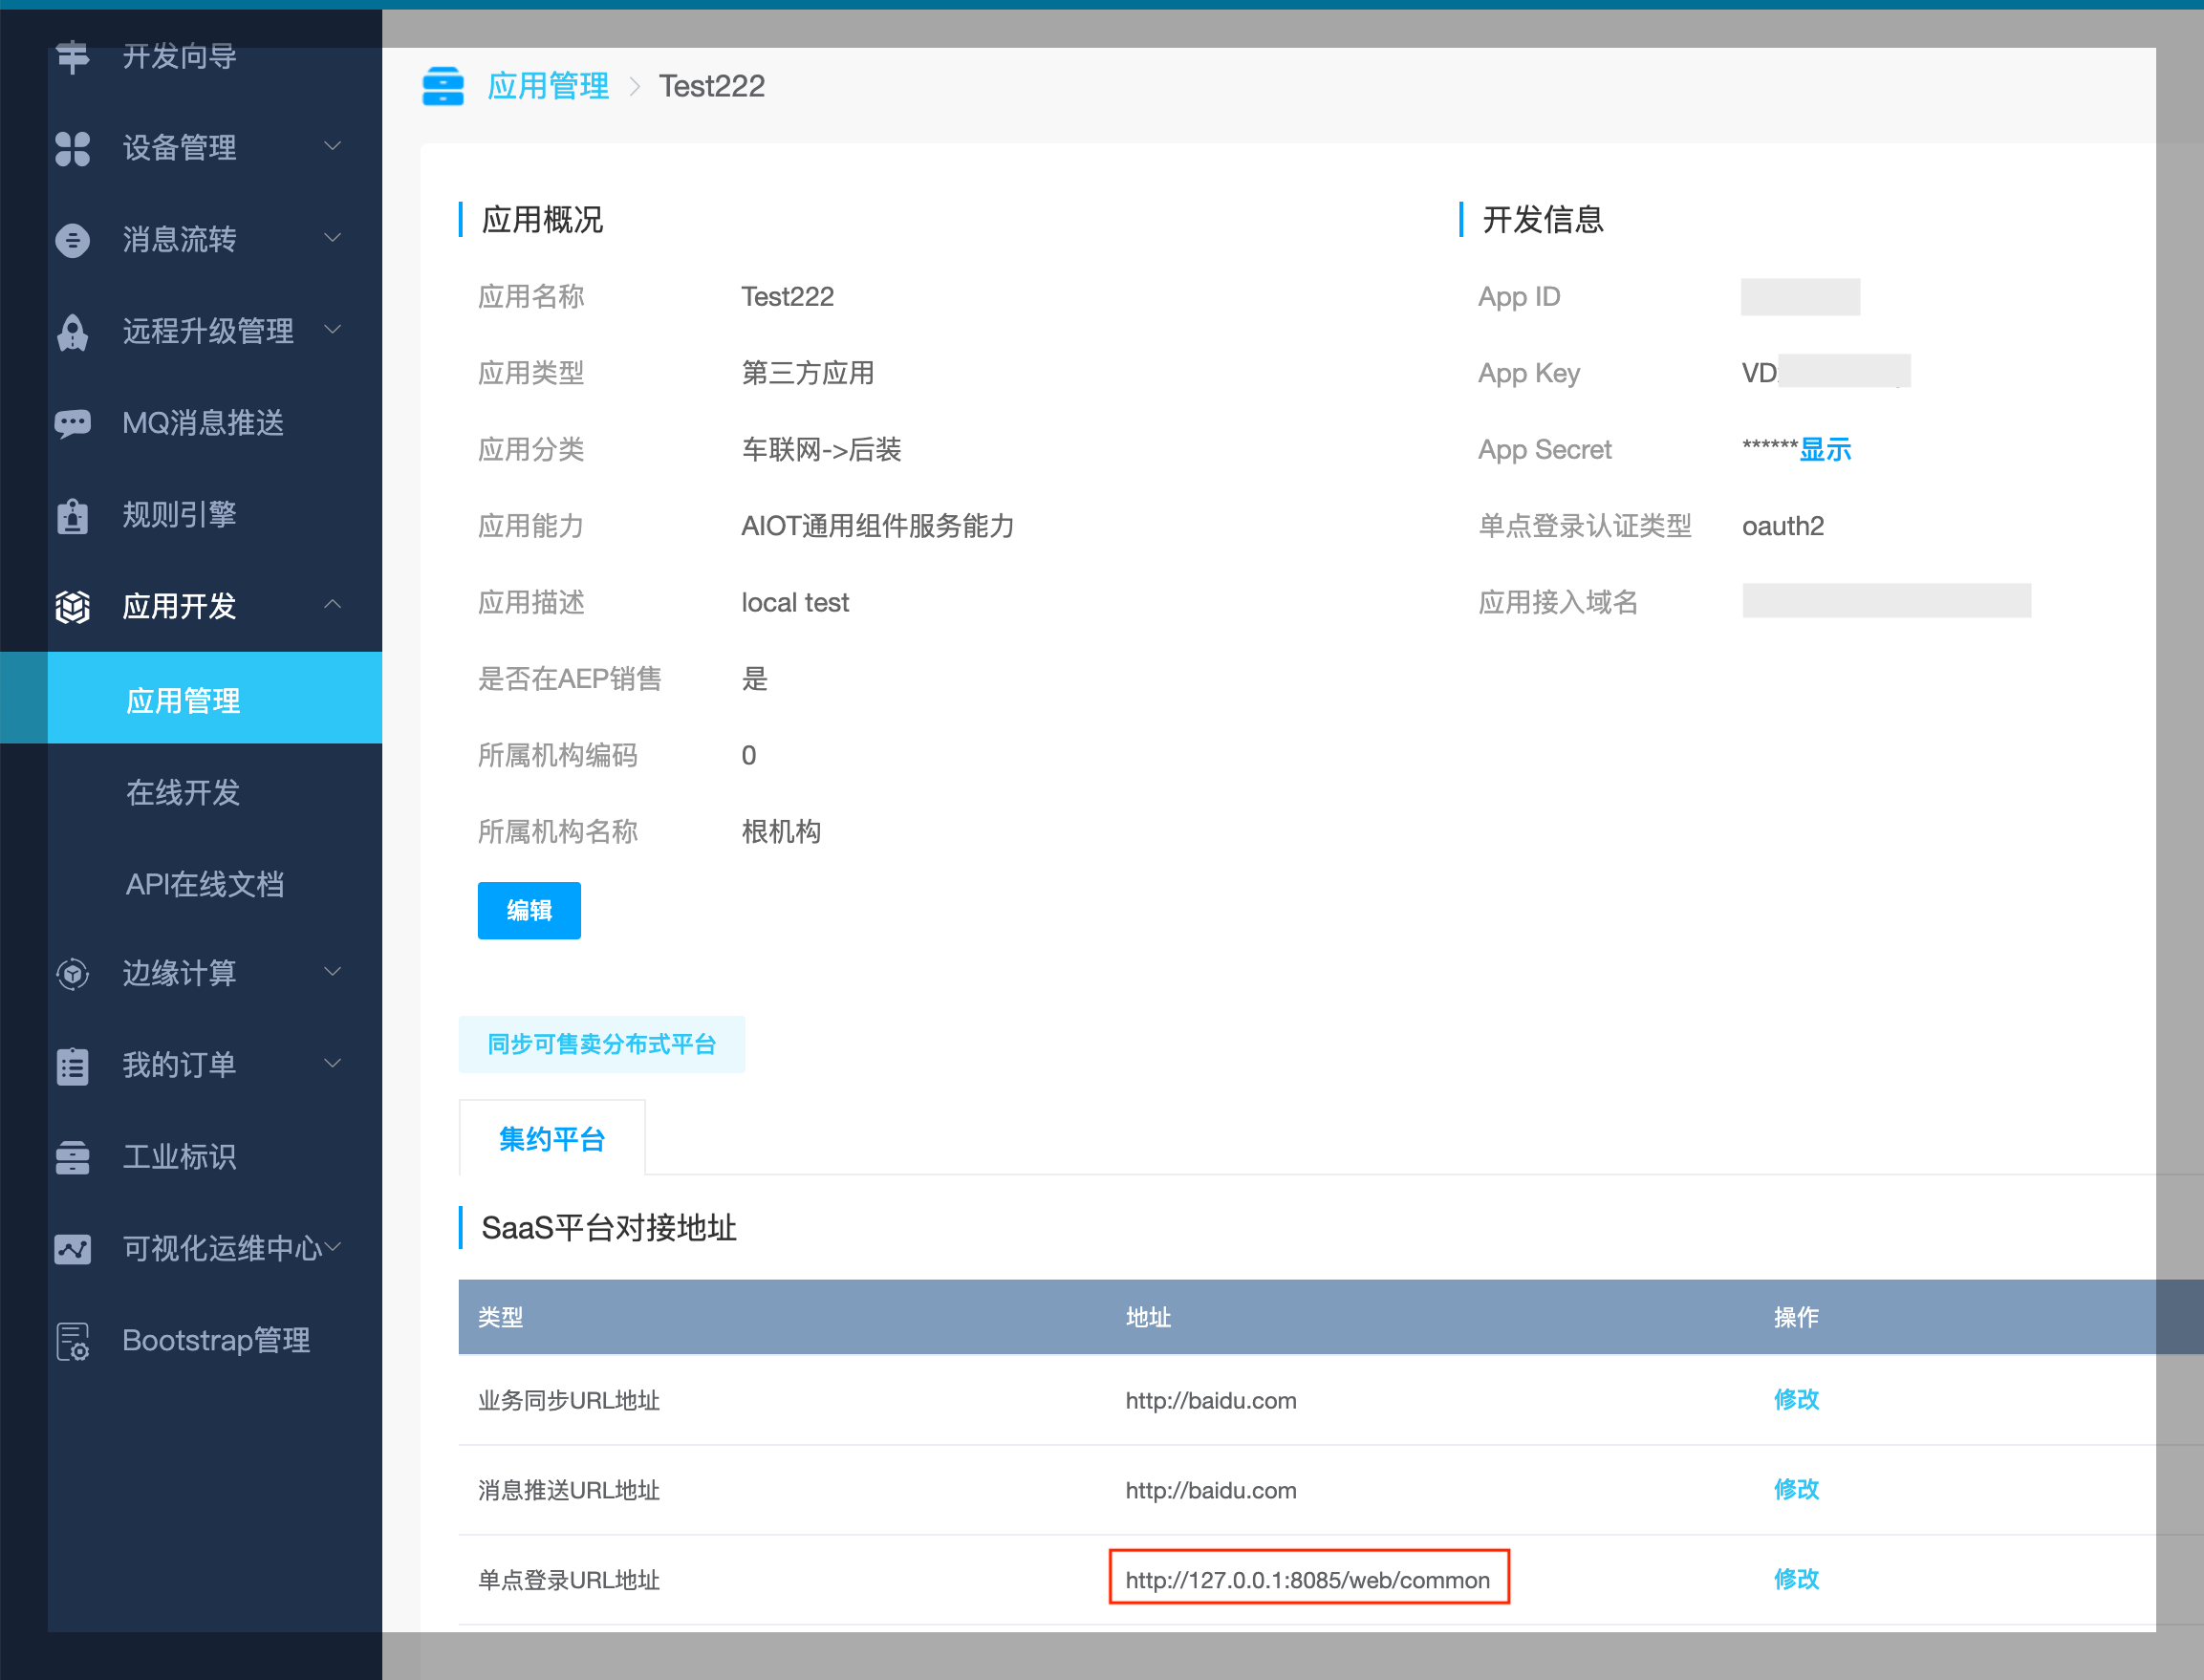 开发向导
设备管理
消息流转
远程升级管理
MQ消息推送
规则引擎
应用开发
应用管理
在线开发
API在线文档
边缘计算
我的订单
工业标识
可视化运维中心
Bootstrap管理
应用管理 > Test222
应用概况
应用名称 Test222
应用类型 第三方应用
应用分类 车联网->后装
应用能力 AIOT通用组件服务能力
应用描述 local test
是否在AEP销售 是
所属机构编码 0
所属机构名称 根机构
编辑
开发信息
App ID
App Key VD
App Secret ******显示
单点登录认证类型 oauth2
应用接入域名
同步可售卖分布式平台
集约平台
SaaS平台对接地址
类型 地址 操作
业务同步URL地址 http://baidu.com 修改
消息推送URL地址 http://baidu.com 修改
单点登录URL地址 http://127.0.0.1:8085/web/common 修改